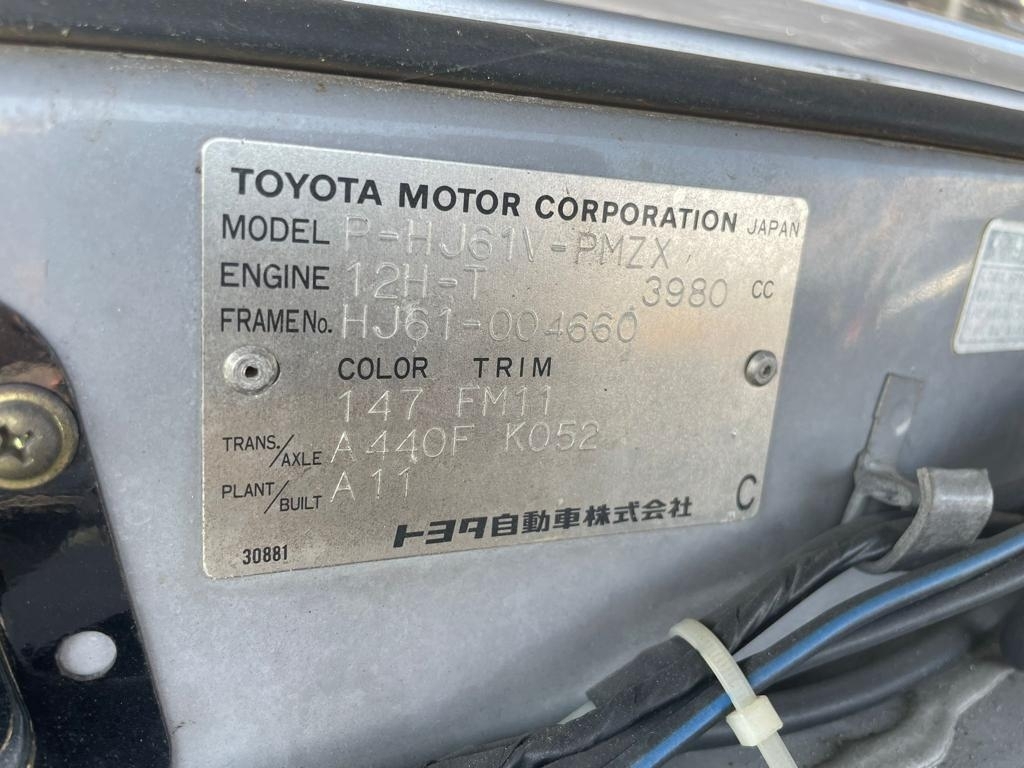 TOYOTA MOTOR CORPORATION JAPAN
MODEL P-HJ61V-PMZX
ENGINE 12H-T 3980 CC
FRAME No. HJ61-004660
COLOR TRIM
147 FM11
TRANS./AXLE A440F K052
PLANT/BUILT A11
C
トヨタ自動車株式会社
30881